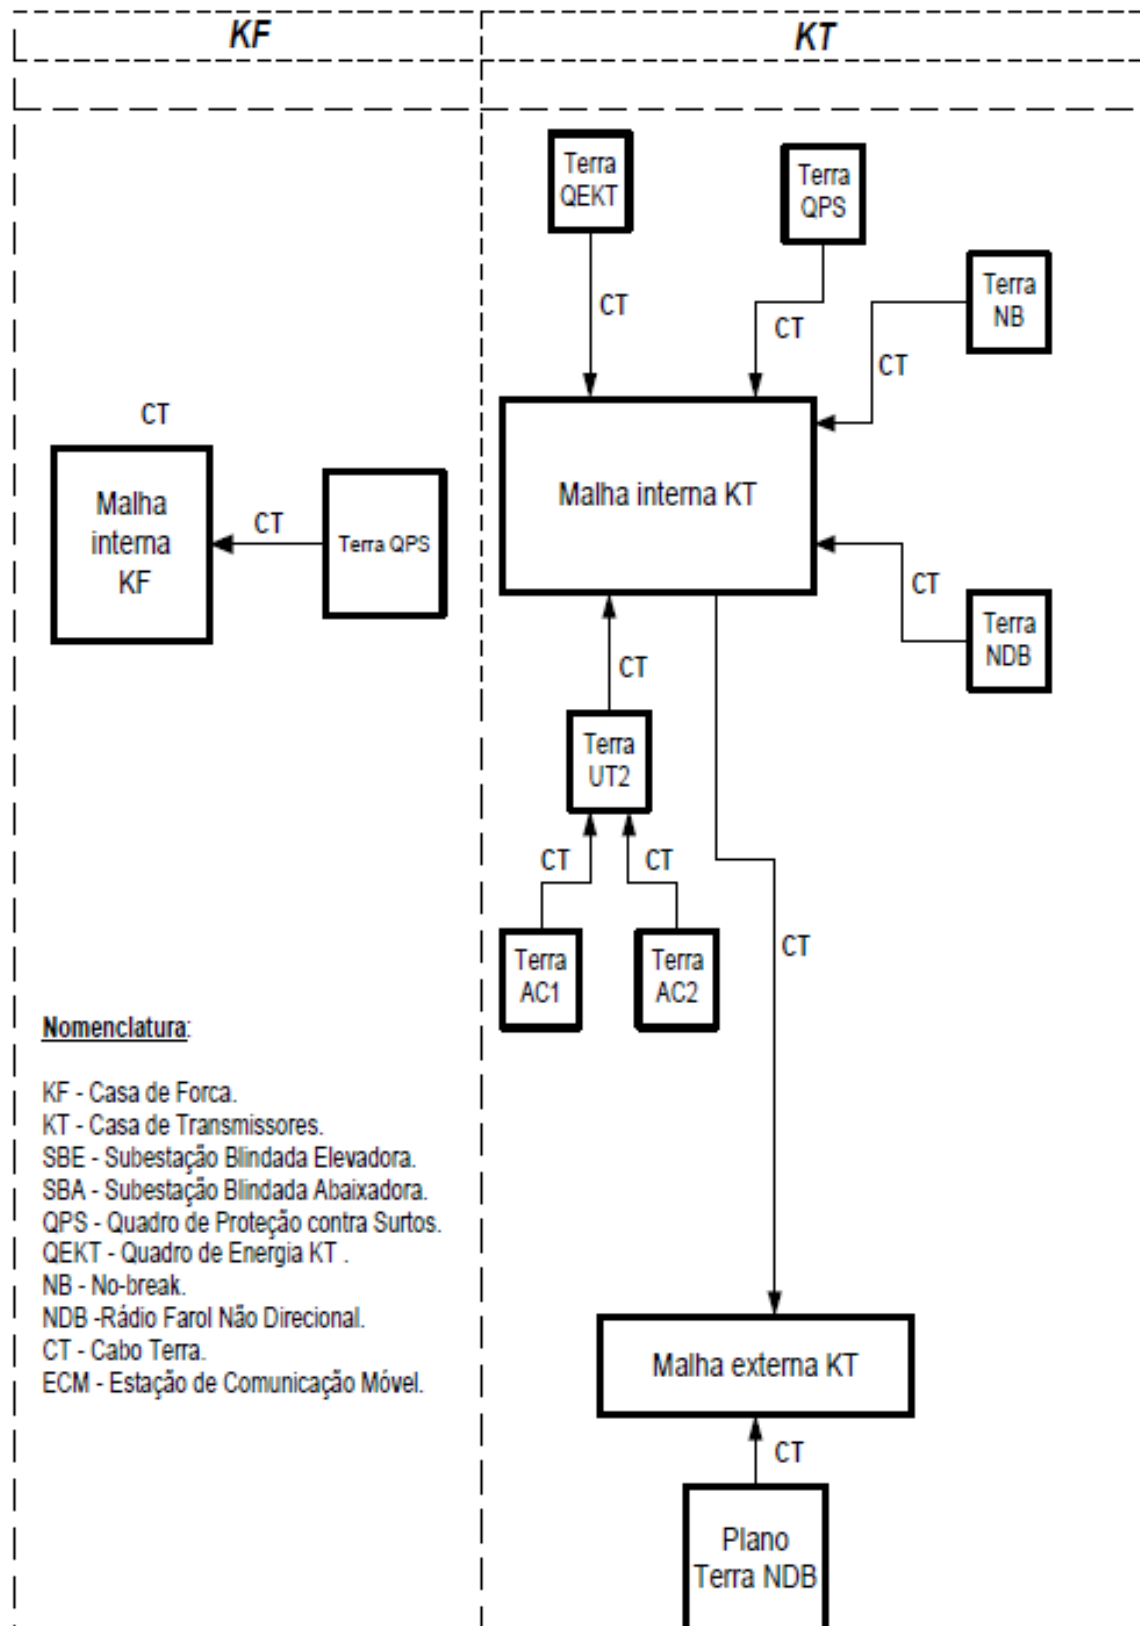 KF
KT
Terra
QEKT
Terra
QPS
Terra
NB
CT
CT
CT
CT
Malha
interna
KF
CT
Terra QPS
Malha interna KT
CT
Terra
NDB
CT
Terra
UT2
CT
CT
Terra
AC1
Terra
AC2
CT
Nomenclatura:
KF - Casa de Forca.
KT - Casa de Transmissores.
SBE - Subestação Blindada Elevadora.
SBA - Subestação Blindada Abaixadora.
QPS - Quadro de Proteção contra Surtos.
QEKT - Quadro de Energia KT .
NB - No-break.
NDB -Rádio Farol Não Direcional.
CT - Cabo Terra.
ECM - Estação de Comunicação Móvel.
Malha externa KT
CT
Plano
Terra NDB